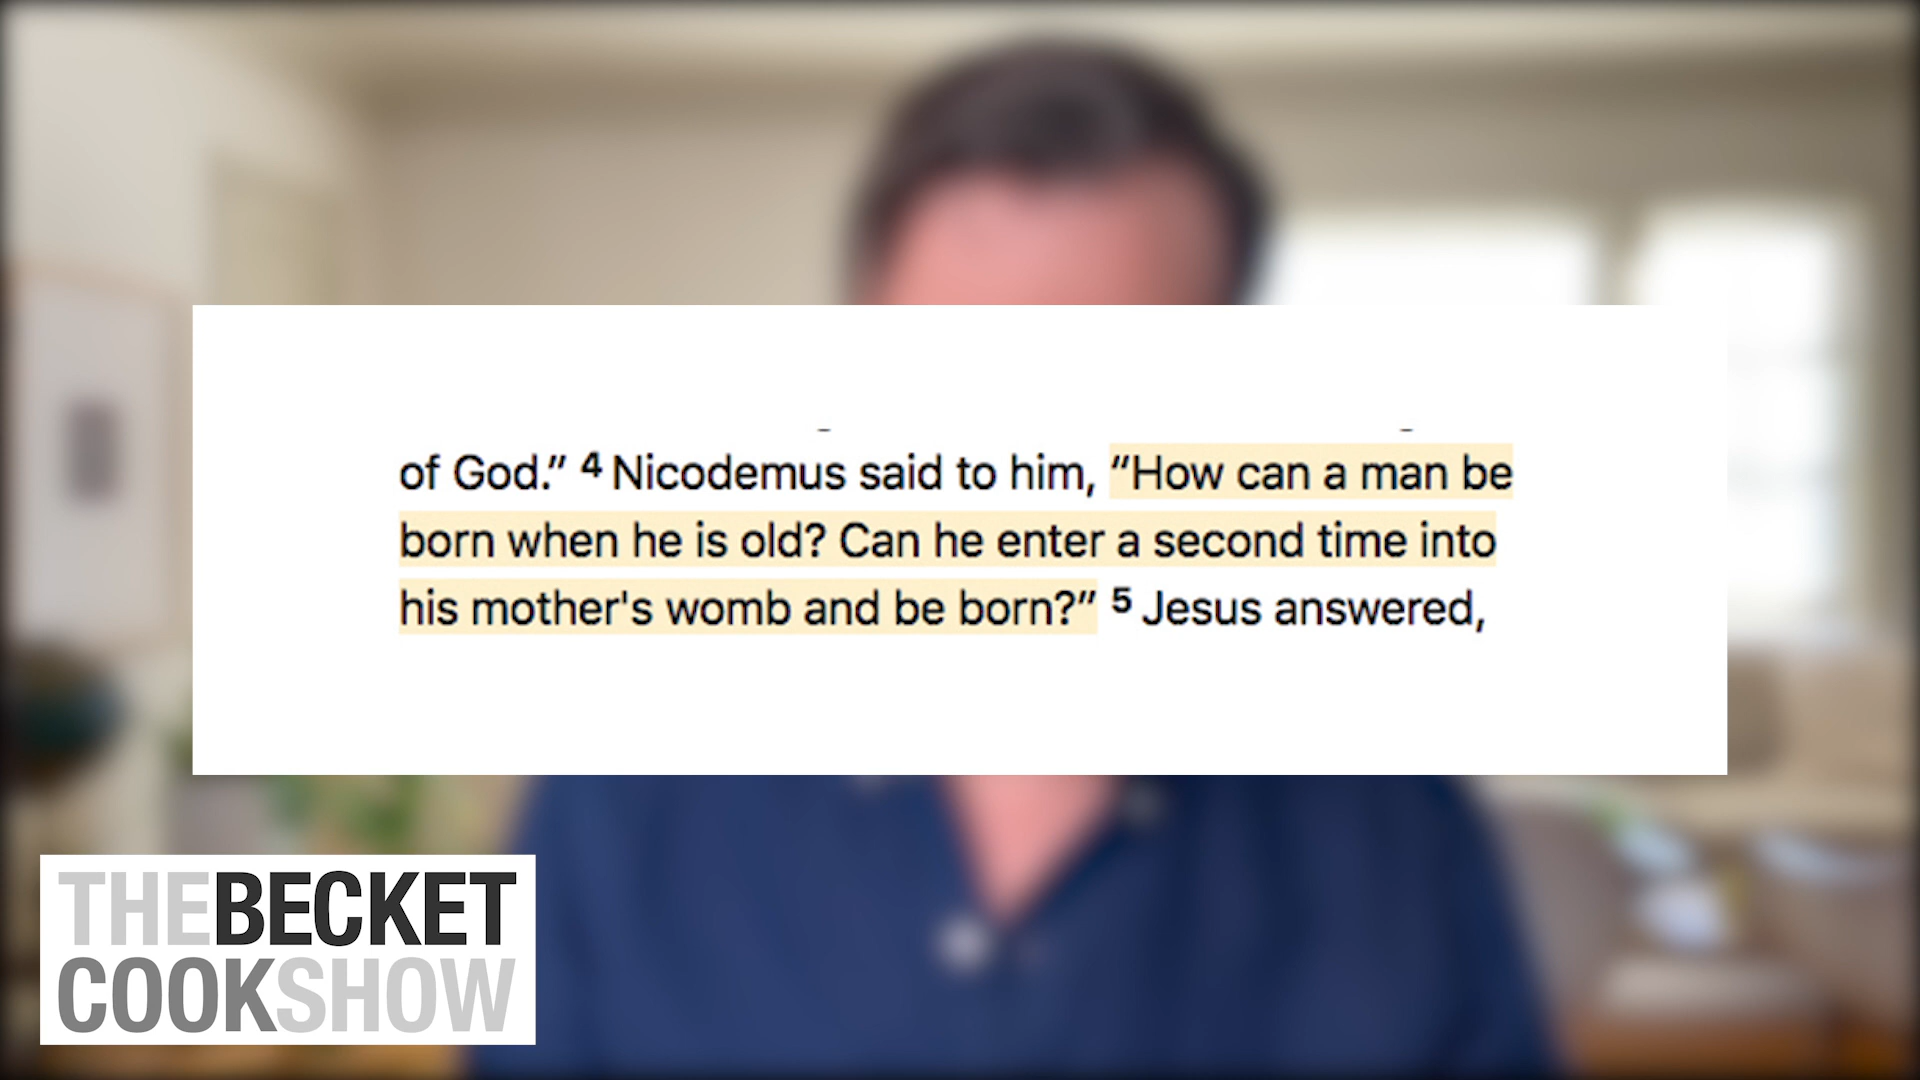 of God.” 4 Nicodemus said to him, “How can a man be
born when he is old? Can he enter a second time into
his mother's womb and be born?” 5 Jesus answered,
THEBECKET
COOKSHOW